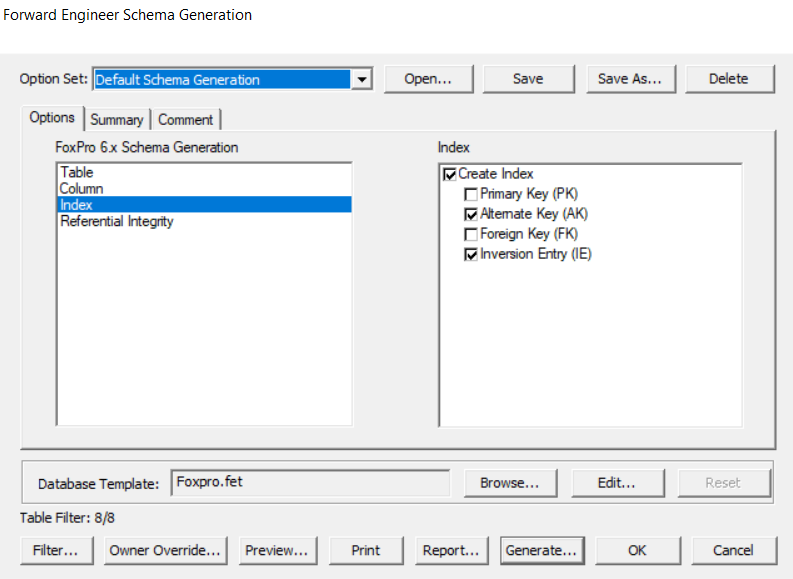 Forward Engineer Schema Generation
Option Set: Default Schema Generation Open... Save Save As... Delete
Options Summary Comment
FoxPro 6.x Schema Generation
Table
Column
Index
Referential Integrity
Index
Create Index
Primary Key (PK)
Alternate Key (AK)
Foreign Key (FK)
Inversion Entry (IE)
Database Template: Foxpro.fet Browse... Edit... Reset
Table Filter: 8/8
Filter... Owner Override... Preview... Print Report... Generate... OK Cancel